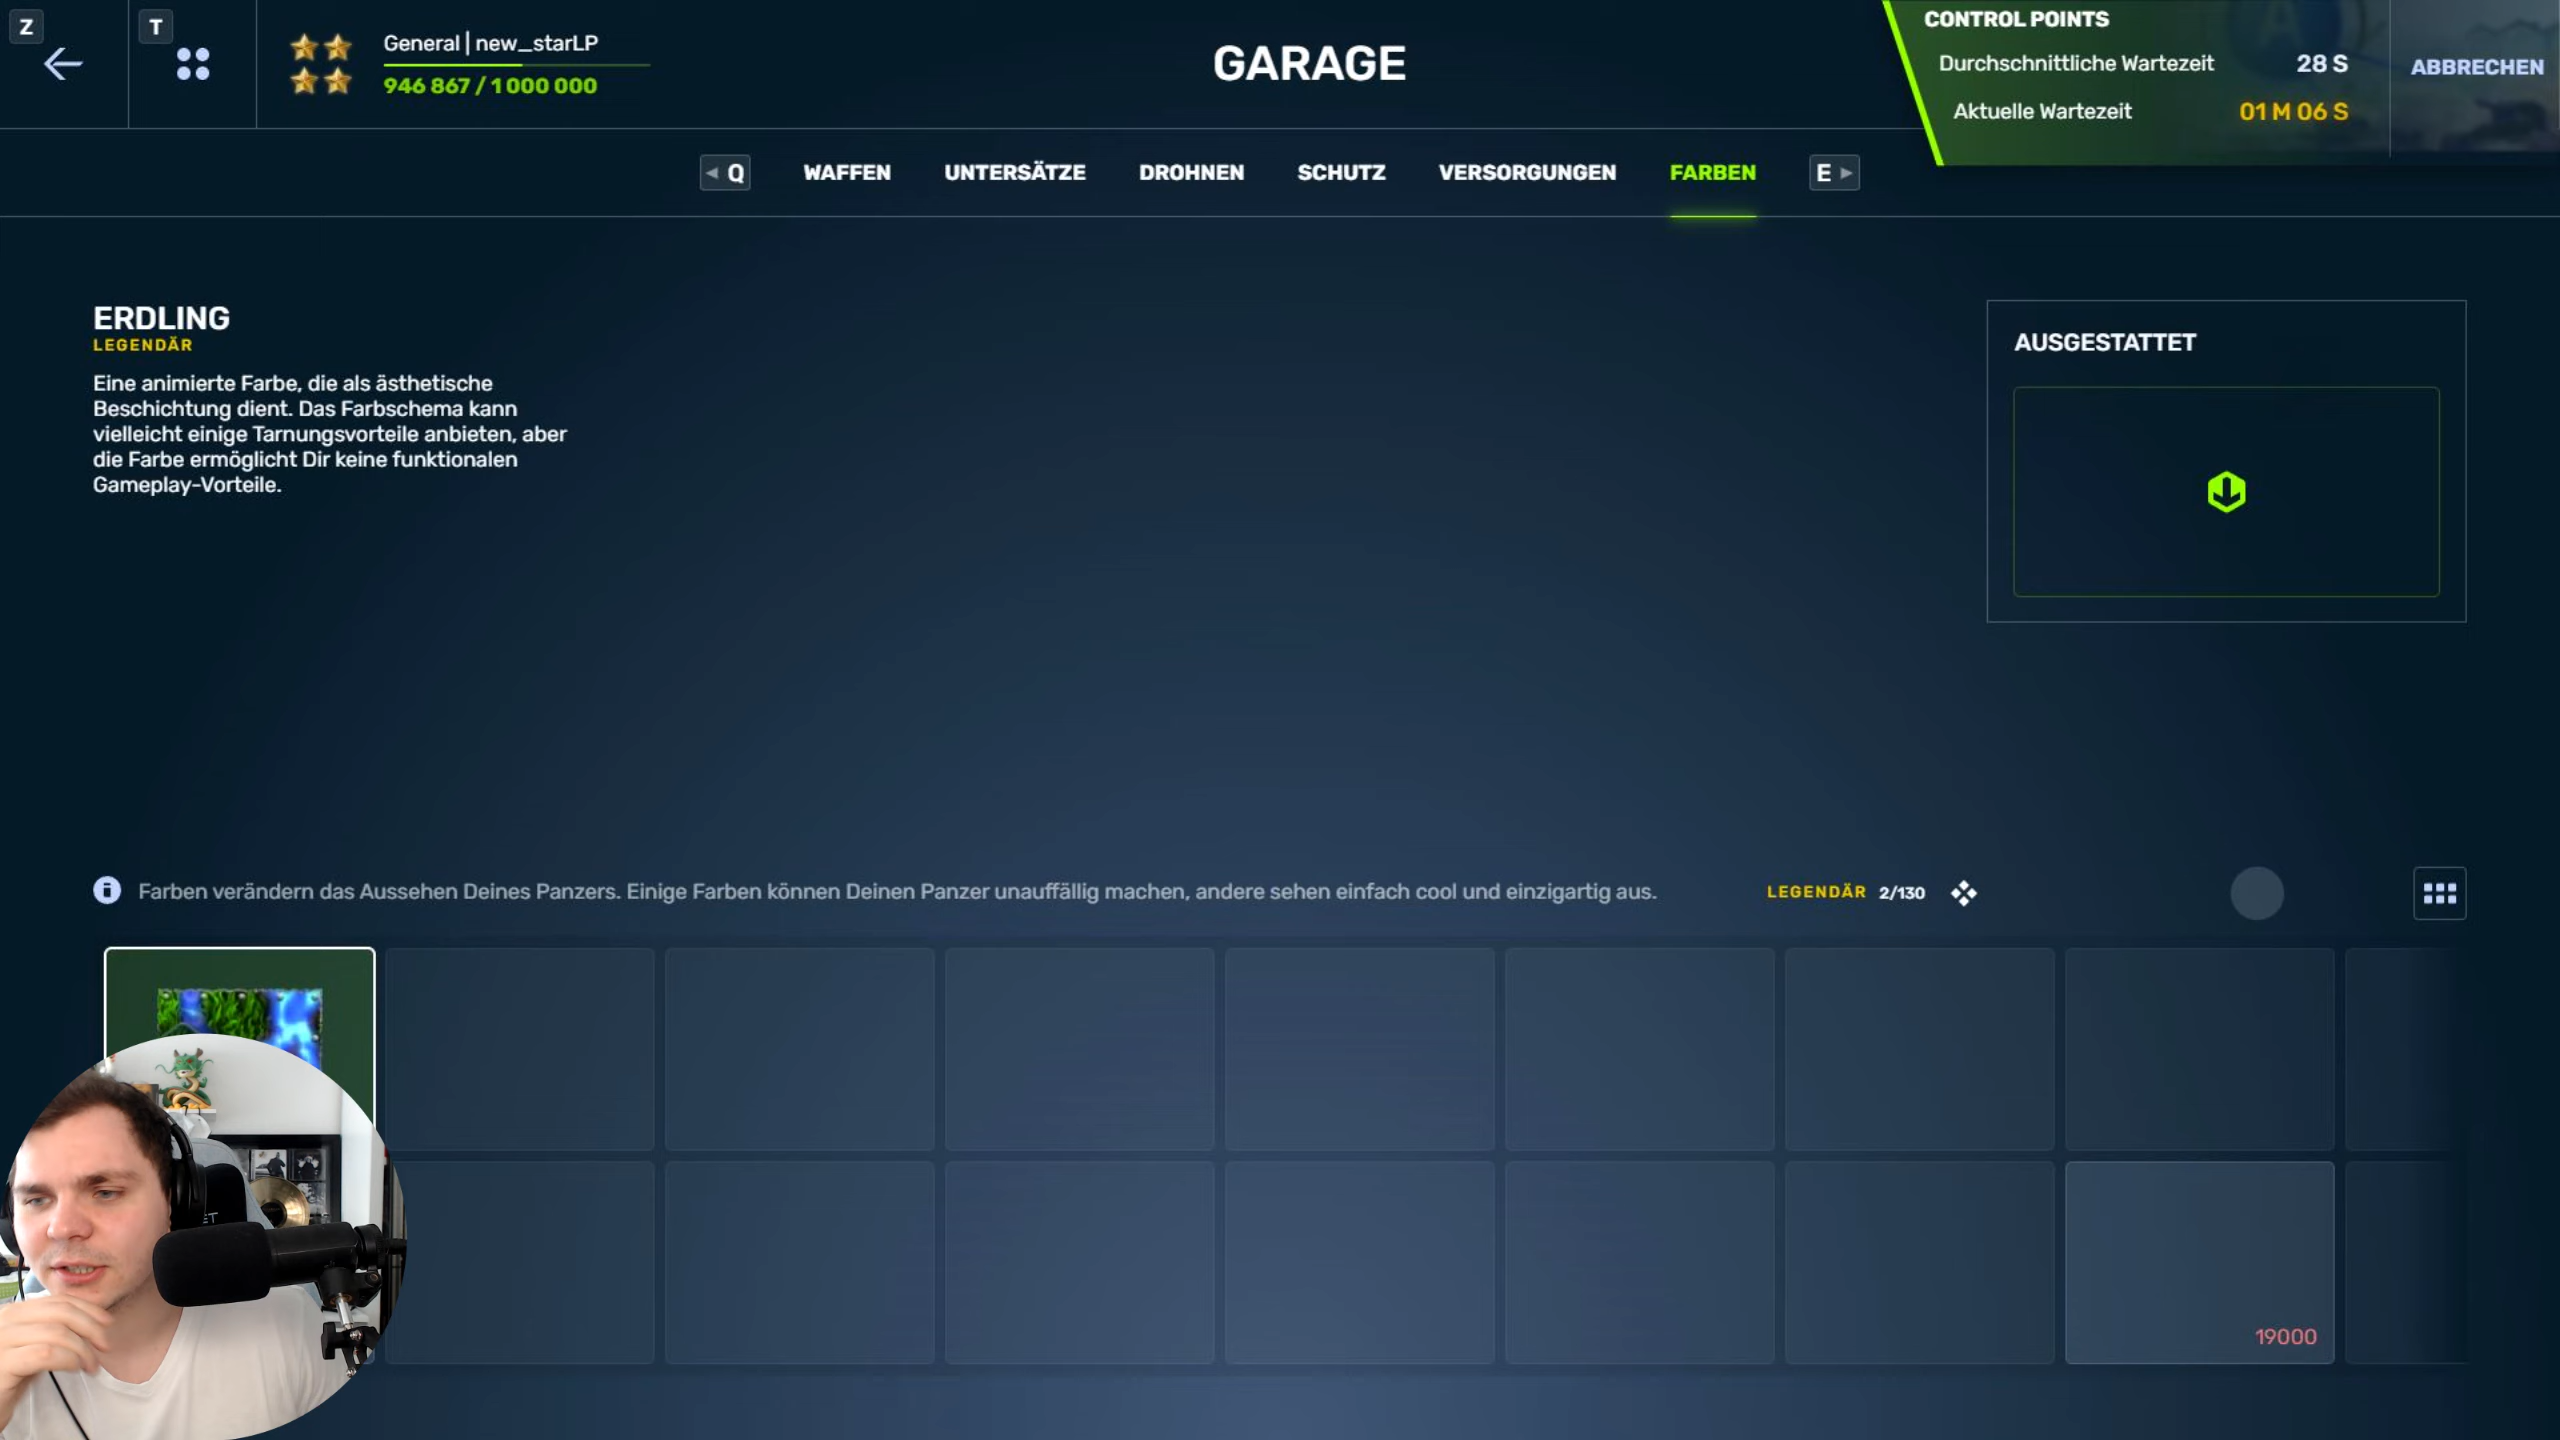 Z
T
General | new_starLP
946 867 / 1 000 000
GARAGE
CONTROL POINTS
Durchschnittliche Wartezeit 28 S
Aktuelle Wartezeit 01 M 06 S
ABBRECHEN
Q WAFFEN UNTERSÄTZE DROHNEN SCHUTZ VERSORGUNGEN FARBEN E
ERDLING
LEGENDÄR
Eine animierte Farbe, die als ästhetische
Beschichtung dient. Das Farbschema kann
vielleicht einige Tarnungsvorteile anbieten, aber
die Farbe ermöglicht Dir keine funktionalen
Gameplay-Vorteile.
AUSGESTATTET
Farben verändern das Aussehen Deines Panzers. Einige Farben können Deinen Panzer unauffällig machen, andere sehen einfach cool und einzigartig aus.
LEGENDÄR 2/130
19000